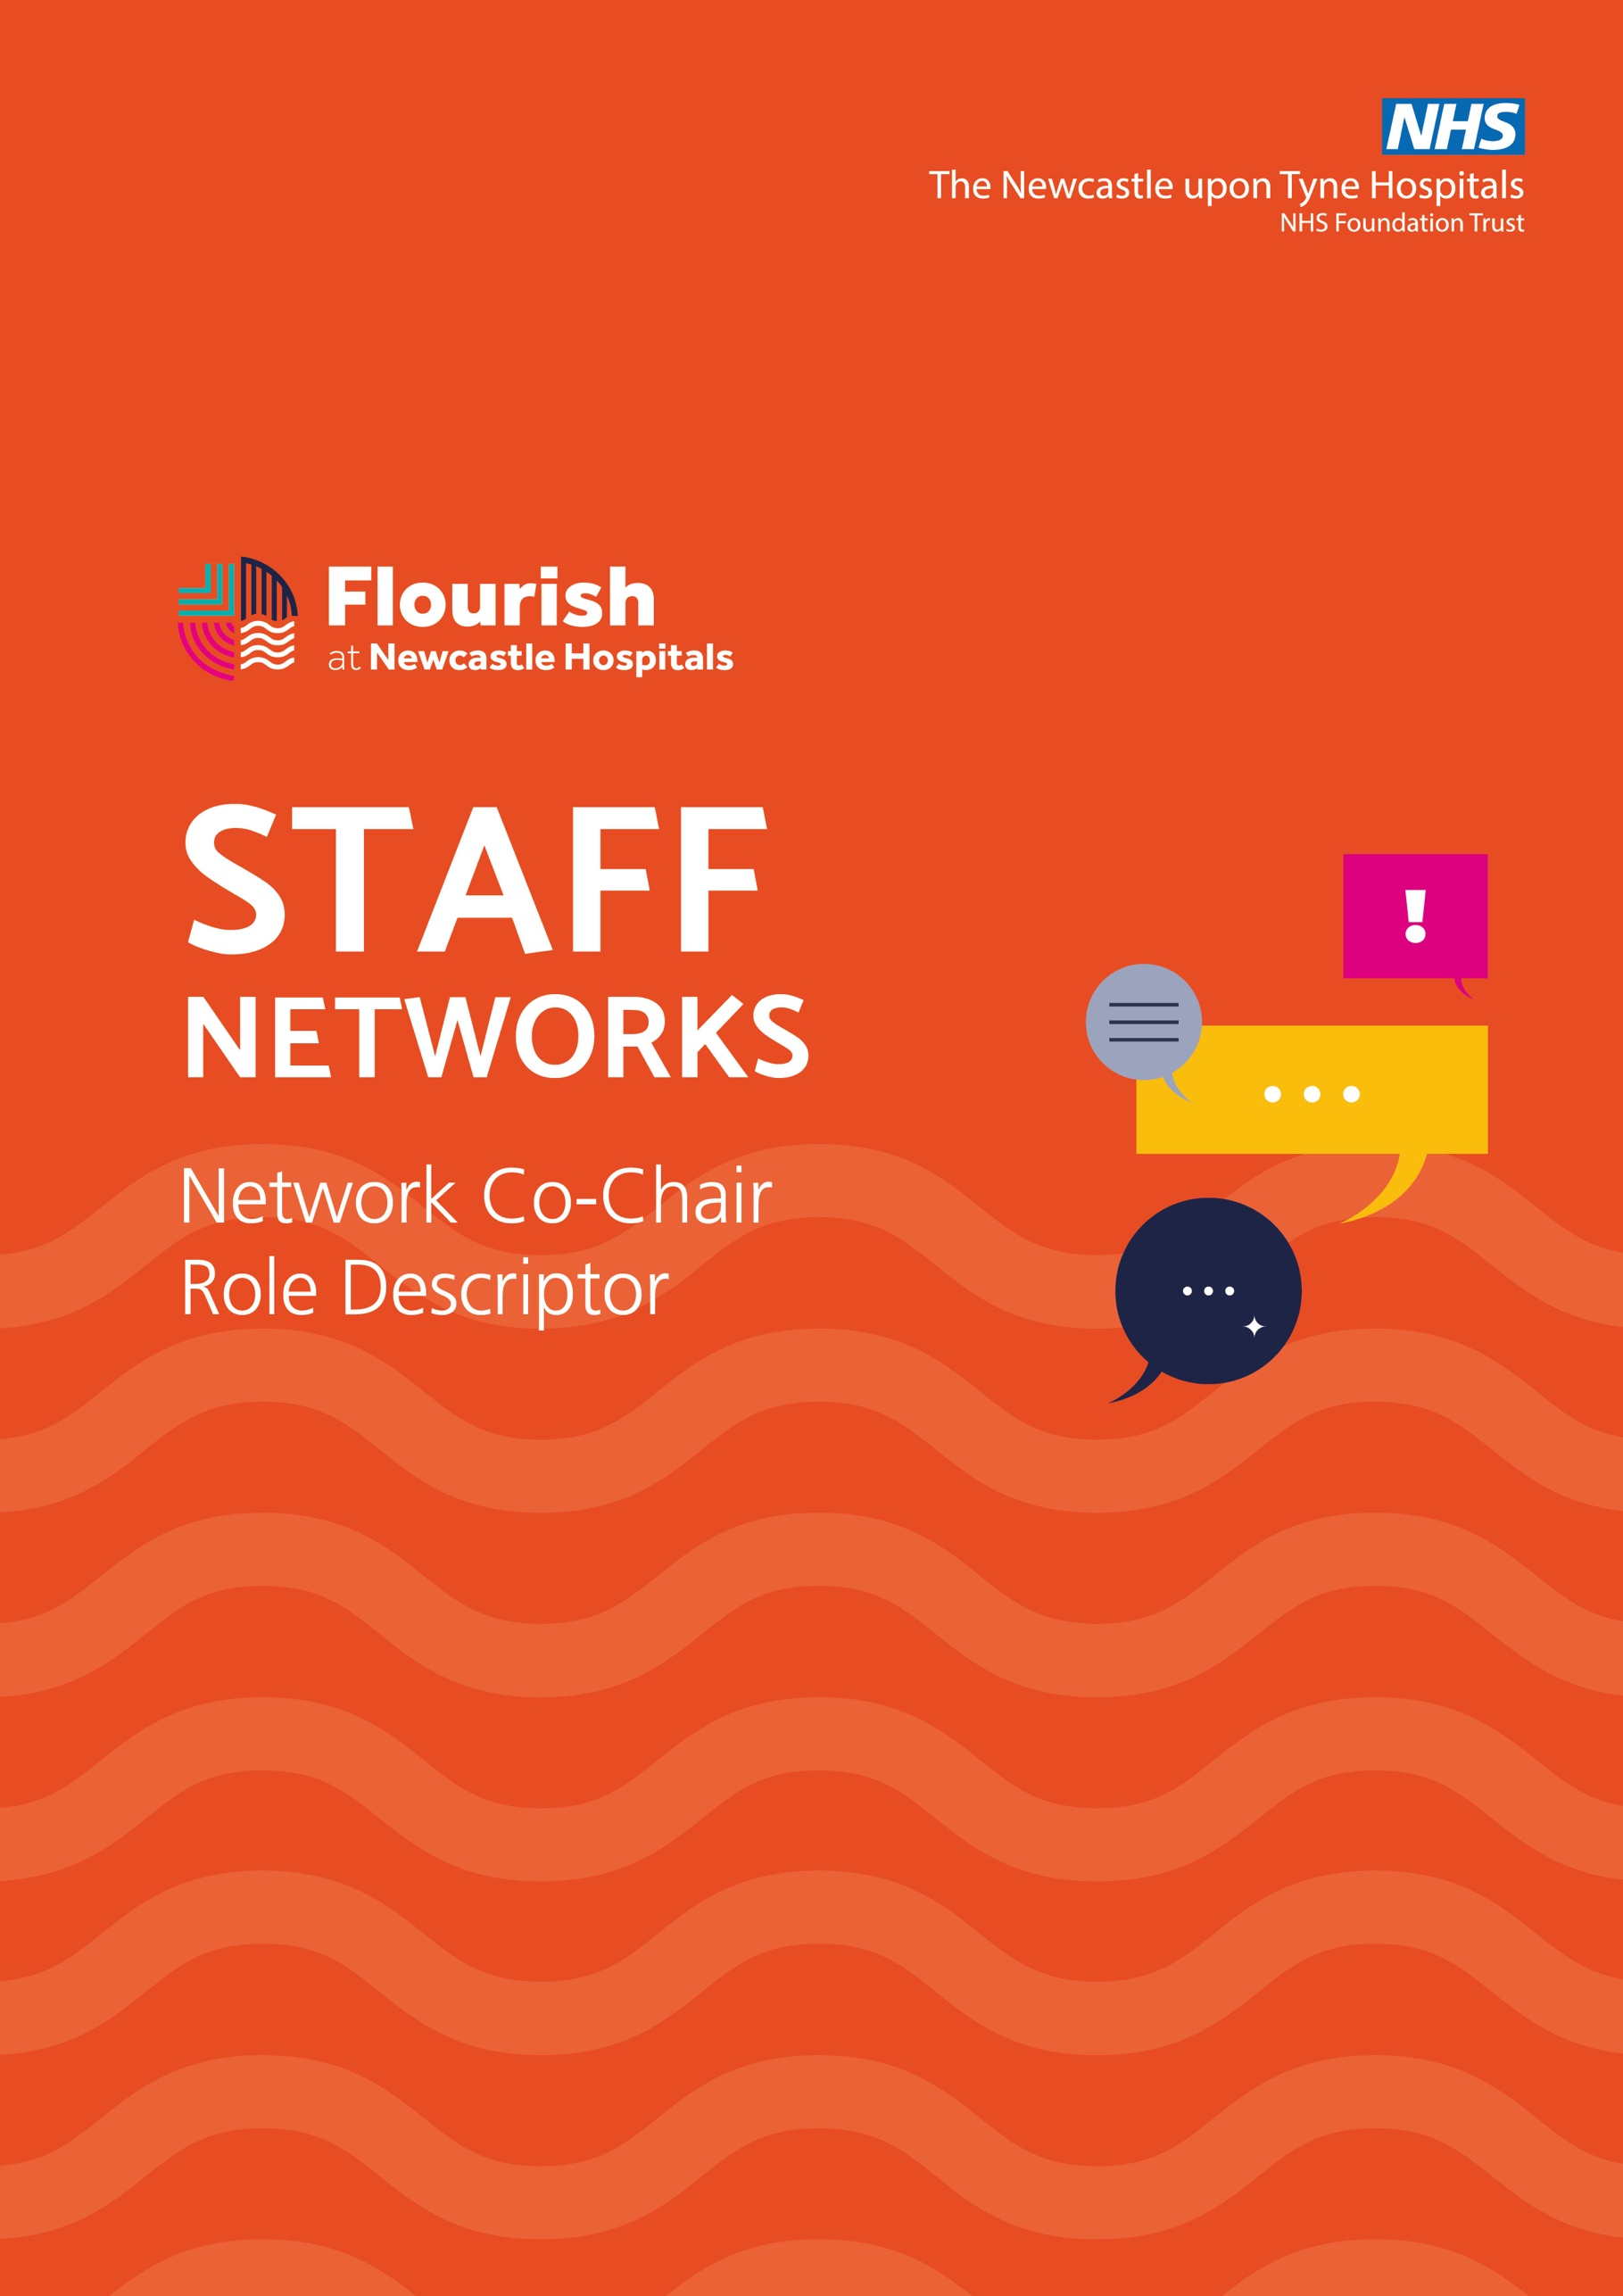 NHS
The Newcastle upon Tyne Hospitals
NHS Foundation Trust
Flourish
at Newcastle Hospitals
STAFF
NETWORKS
!
Network Co-Chair
Role Descriptor